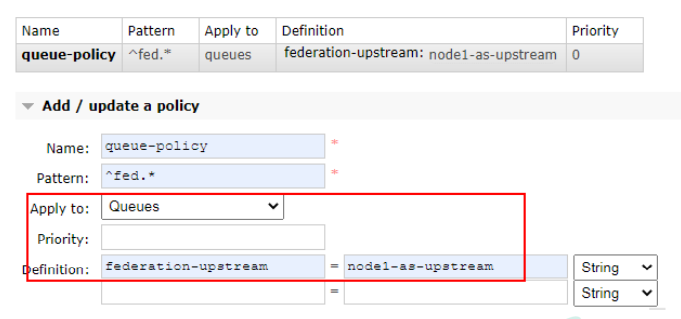 Name Pattern Apply to Definition Priority
queue-policy ^fed.* queues federation-upstream: node1-as-upstream 0
Add / update a policy
Name: queue-policy *
Pattern: ^fed.* *
Apply to: Queues
Priority:
Definition: federation-upstream = node1-as-upstream String
= String